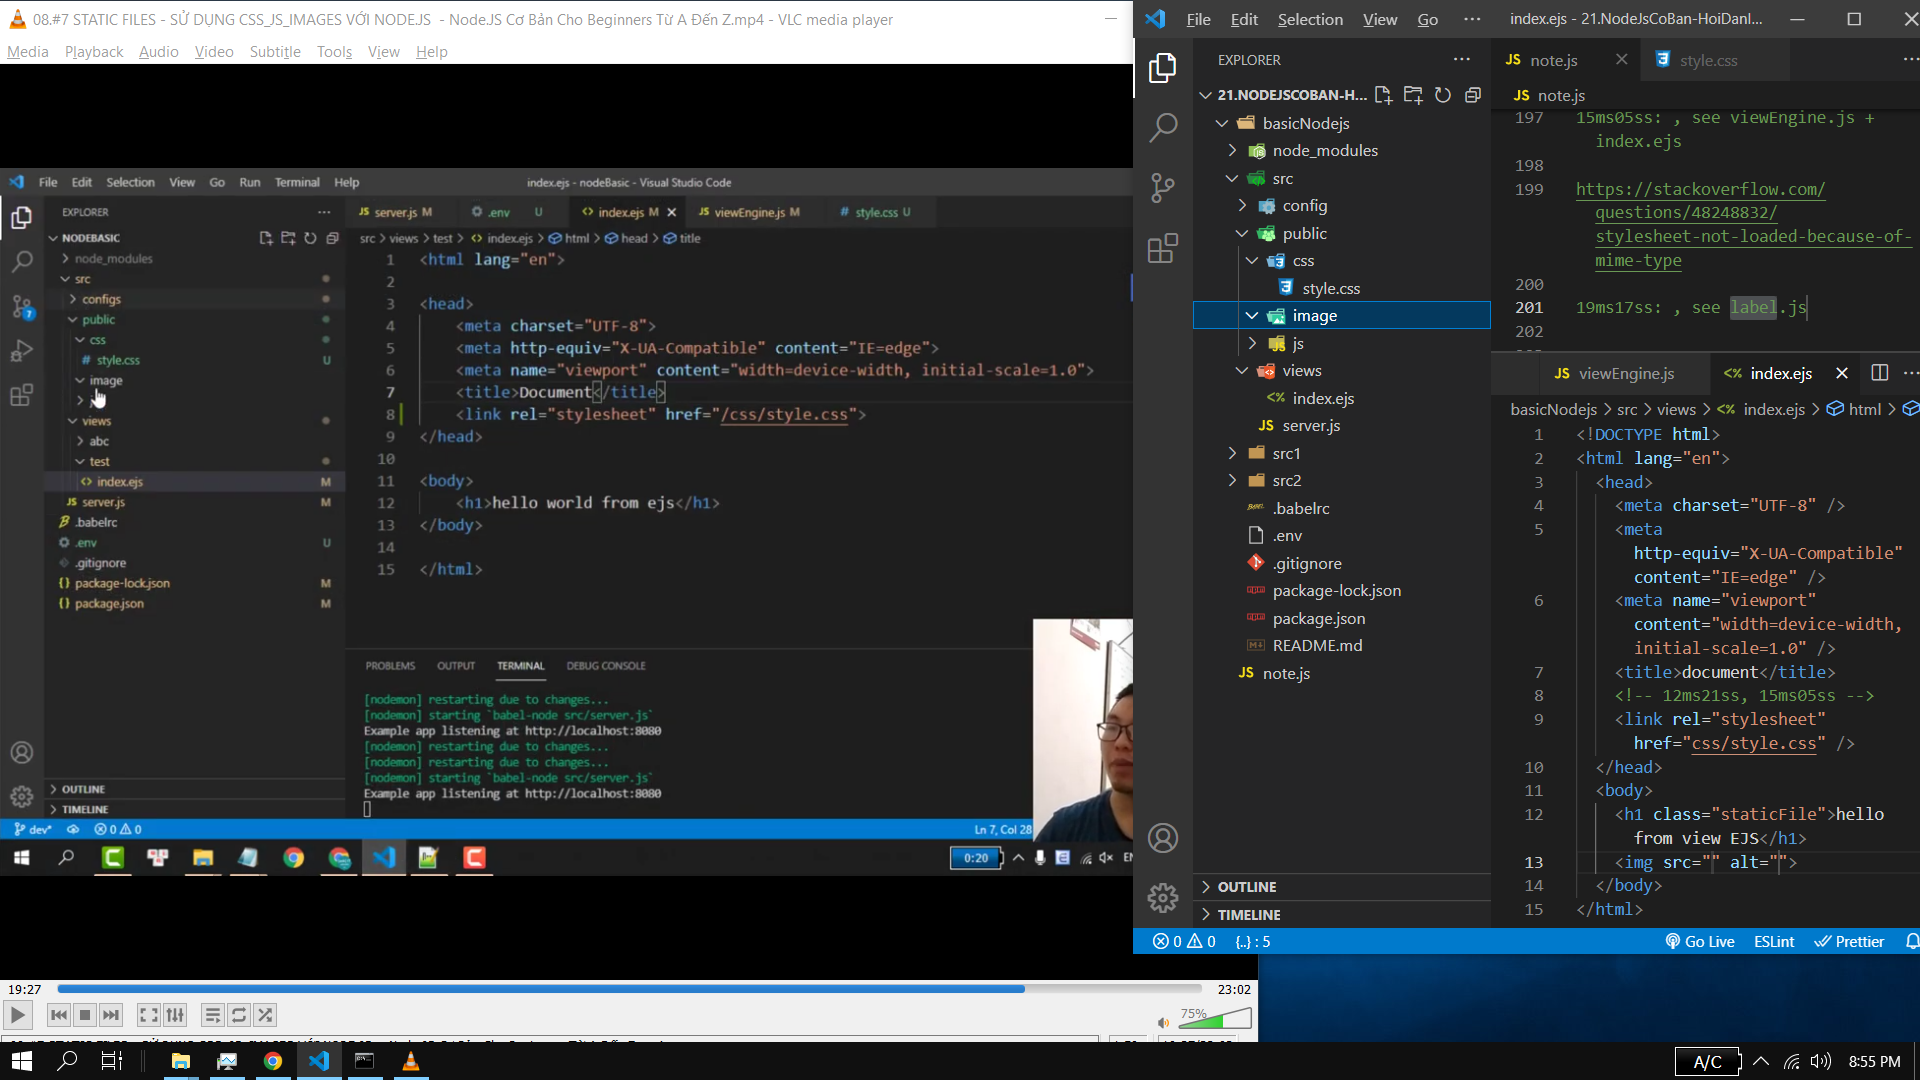 08.#7 STATIC FILES - SỬ DỤNG CSS_JS_IMAGES VỚI NODEJS - NodeJS Cơ Bản Cho Beginners Từ A Đến Z.mp4 - VLC media player
Media Playback Audio Video Subtitle Tools View Help
File Edit Selection View Go Run Terminal Help
index.ejs - nodeBasic - Visual Studio Code
EXPLORER
NODEBASIC
node_modules
src
configs
public
css
style.css U
image
views
abc
test
index.ejs M
server.js M
.babelrc
.env U
.gitignore
package-lock.json M
package.json M
OUTLINE
TIMELINE
server.js M .env U index.ejs M viewEngine.js M style.css U
src > views > test > index.ejs > html > head > title
1 <html lang="en">
2
3 <head>
4 <meta charset="UTF-8">
5 <meta http-equiv="X-UA-Compatible" content="IE=edge">
6 <meta name="viewport" content="width=device-width, initial-scale=1.0">
7 <title>Document</title>
8 <link rel="stylesheet" href="/css/style.css">
9 </head>
10
11 <body>
12 <h1>hello world from ejs</h1>
13 </body>
14
15 </html>
PROBLEMS OUTPUT TERMINAL DEBUG CONSOLE
[nodemon] restarting due to changes...
[nodemon] starting `babel-node src/server.js`
Example app listening at http://localhost:8080
[nodemon] restarting due to changes...
[nodemon] restarting due to changes...
[nodemon] starting `babel-node src/server.js`
Example app listening at http://localhost:8080
dev* 0 0
Ln 7, Col 28
7
0:20
19:27
23:02
75%
File Edit Selection View Go ···
index.ejs - 21.NodeJsCoBan-HoiDanI...
EXPLORER
21.NODEJSCOBAN-H...
basicNodejs
node_modules
src
config
public
css
style.css
image
js
views
index.ejs
server.js
src1
src2
.babelrc
.env
.gitignore
package-lock.json
package.json
README.md
note.js
OUTLINE
TIMELINE
note.js style.css
note.js
197 15ms05ss: , see viewEngine.js +
index.ejs
198
199 https://stackoverflow.com/
questions/48248832/
stylesheet-not-loaded-because-of-
mime-type
200
201 19ms17ss: , see label.js
202
viewEngine.js index.ejs
basicNodejs > src > views > index.ejs > html >
1 <!DOCTYPE html>
2 <html lang="en">
3 <head>
4 <meta charset="UTF-8" />
5 <meta
http-equiv="X-UA-Compatible"
content="IE=edge" />
6 <meta name="viewport"
content="width=device-width,
initial-scale=1.0" />
7 <title>document</title>
8 <!-- 12ms21ss, 15ms05ss -->
9 <link rel="stylesheet"
href="css/style.css" />
10 </head>
11 <body>
12 <h1 class="staticFile">hello
from view EJS</h1>
13 <img src="" alt="">
14 </body>
15 </html>
0 0 {..} : 5
Go Live ESLint Prettier
A/C
8:55 PM